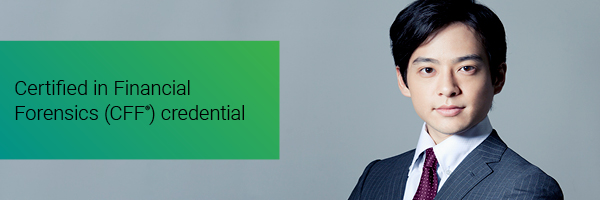 Certified in Financial
Forensics (CFF®) credential